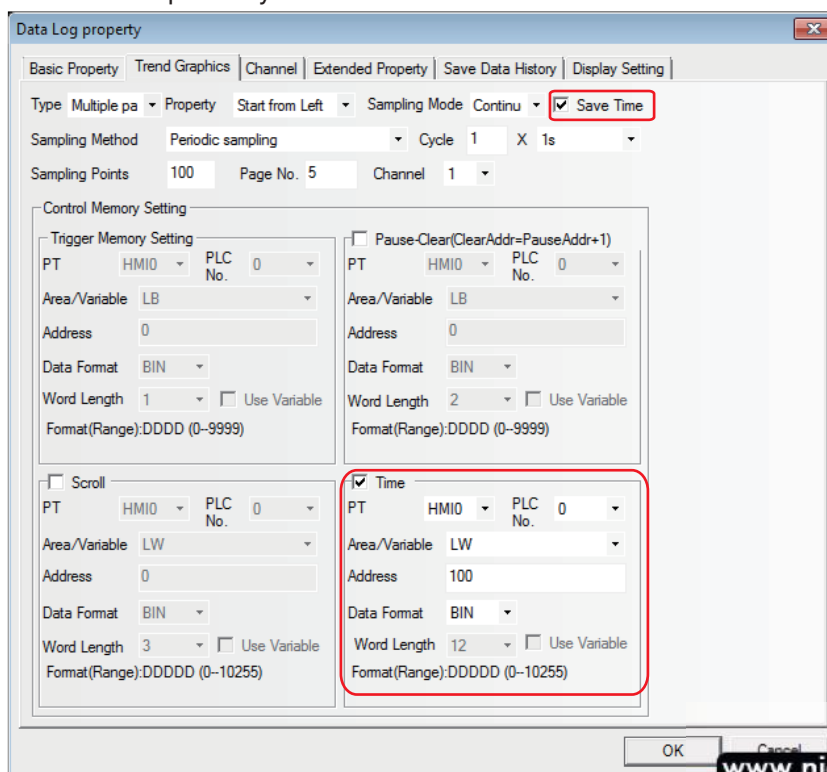 Data Log property
Basic Property Trend Graphics Channel Extended Property Save Data History Display Setting
Type Multiple pa Property Start from Left Sampling Mode Continu Save Time
Sampling Method Periodic sampling Cycle 1 X 1s
Sampling Points 100 Page No. 5 Channel 1
Control Memory Setting
Trigger Memory Setting
PT HMI0 PLC No. 0
Area/Variable LB
Address 0
Data Format BIN
Word Length 1 Use Variable
Format(Range):DDDD (0--9999)
Pause-Clear(ClearAddr=PauseAddr+1)
PT HMI0 PLC No. 0
Area/Variable LB
Address 0
Data Format BIN
Word Length 2 Use Variable
Format(Range):DDDD (0--9999)
Scroll
PT HMI0 PLC No. 0
Area/Variable LW
Address 0
Data Format BIN
Word Length 3 Use Variable
Format(Range):DDDDD (0--10255)
Time
PT HMI0 PLC No. 0
Area/Variable LW
Address 100
Data Format BIN
Word Length 12 Use Variable
Format(Range):DDDDD (0--10255)
OK Cancel